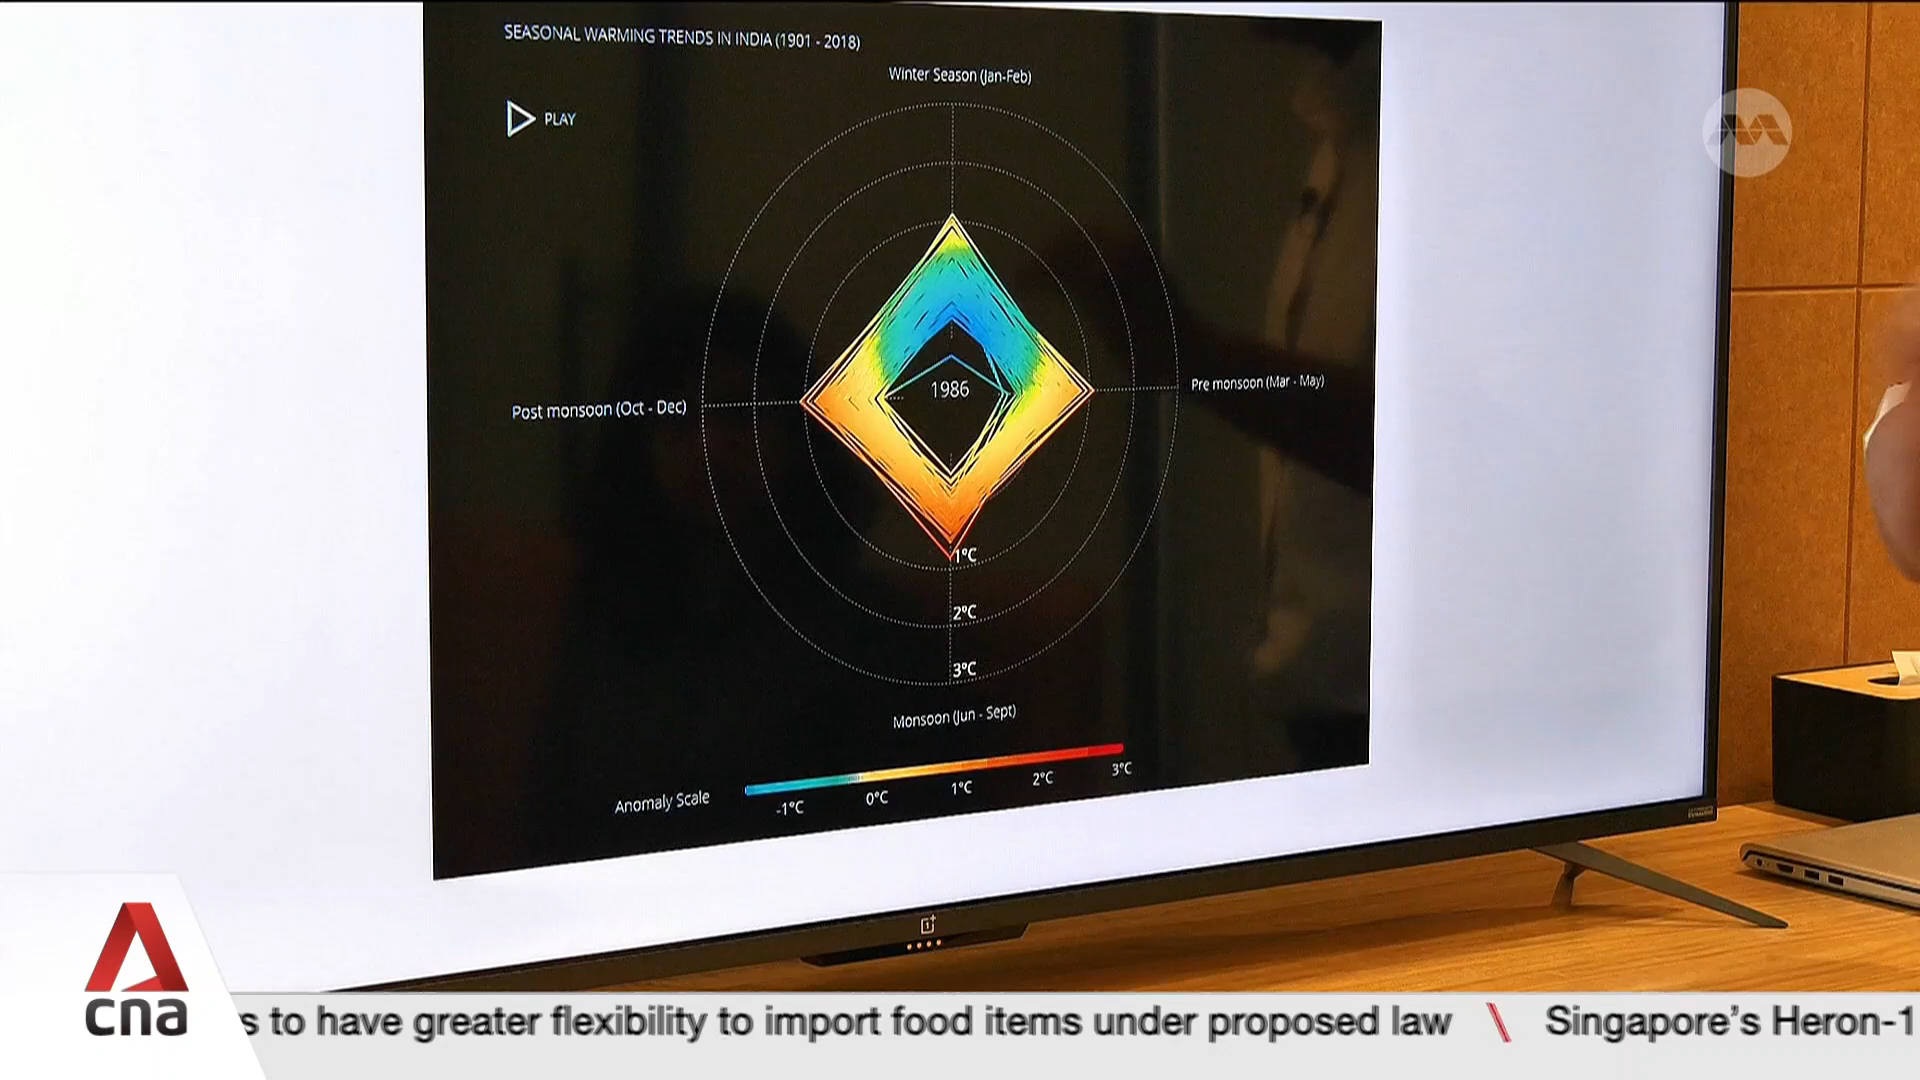 SEASONAL WARMING TRENDS IN INDIA (1901 - 2018)
Winter Season (Jan-Feb)
PLAY
1986
Pre monsoon (Mar - May)
Post monsoon (Oct - Dec)
1°C
2°C
3°C
Monsoon (Jun - Sept)
Anomaly Scale
-1°C
0°C
1°C
2°C
3°C
cna
s to have greater flexibility to import food items under proposed law \ Singapore's Heron-1